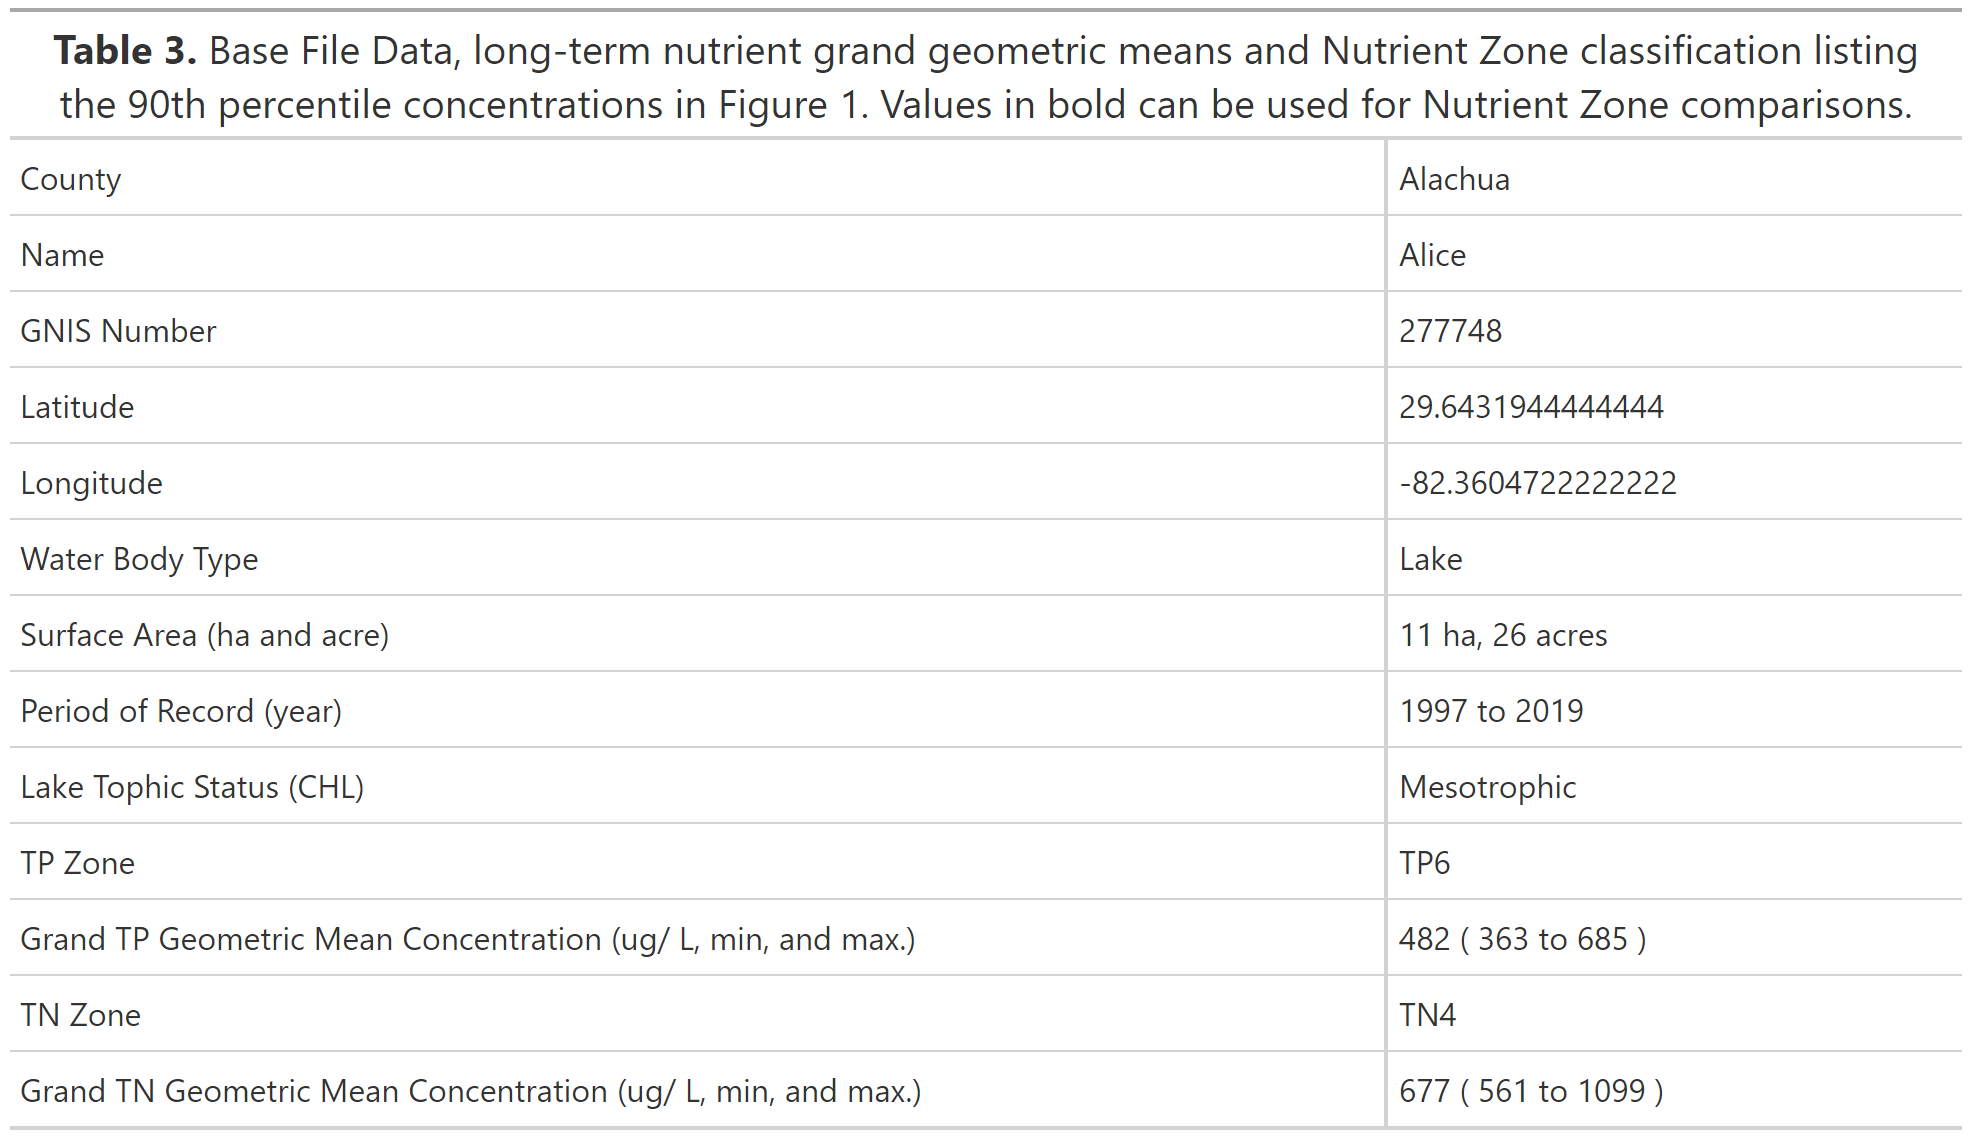 Table 3. Base File Data, long-term nutrient grand geometric means and Nutrient Zone classification listing
the 90th percentile concentrations in Figure 1. Values in bold can be used for Nutrient Zone comparisons.
County Alachua
Name Alice
GNIS Number 277748
Latitude 29.6431944444444
Longitude -82.3604722222222
Water Body Type Lake
Surface Area (ha and acre) 11 ha, 26 acres
Period of Record (year) 1997 to 2019
Lake Tophic Status (CHL) Mesotrophic
TP Zone TP6
Grand TP Geometric Mean Concentration (ug/ L, min, and max.) 482 ( 363 to 685 )
TN Zone TN4
Grand TN Geometric Mean Concentration (ug/ L, min, and max.) 677 ( 561 to 1099 )